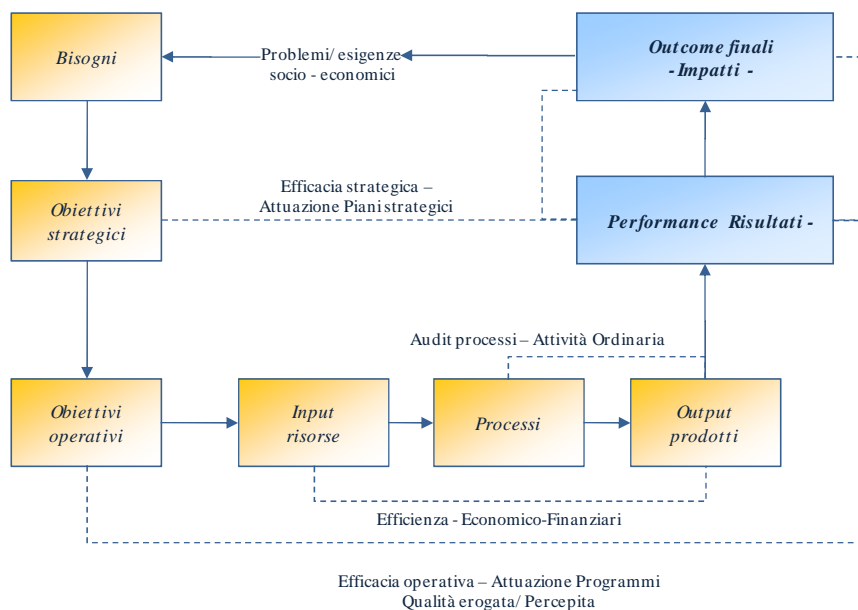 Bisogni
Problemi/ esigenze
socio - economici
Outcome finali
- Impatti -
Obiettivi
strategici
Efficacia strategica –
Attuazione Piani strategici
Performance Risultati -
Audit processi – Attività Ordinaria
Obiettivi
operativi
Input
risorse
Processi
Output
prodotti
Efficienza - Economico-Finanziari
Efficacia operativa – Attuazione Programmi
Qualità erogata/ Percepita